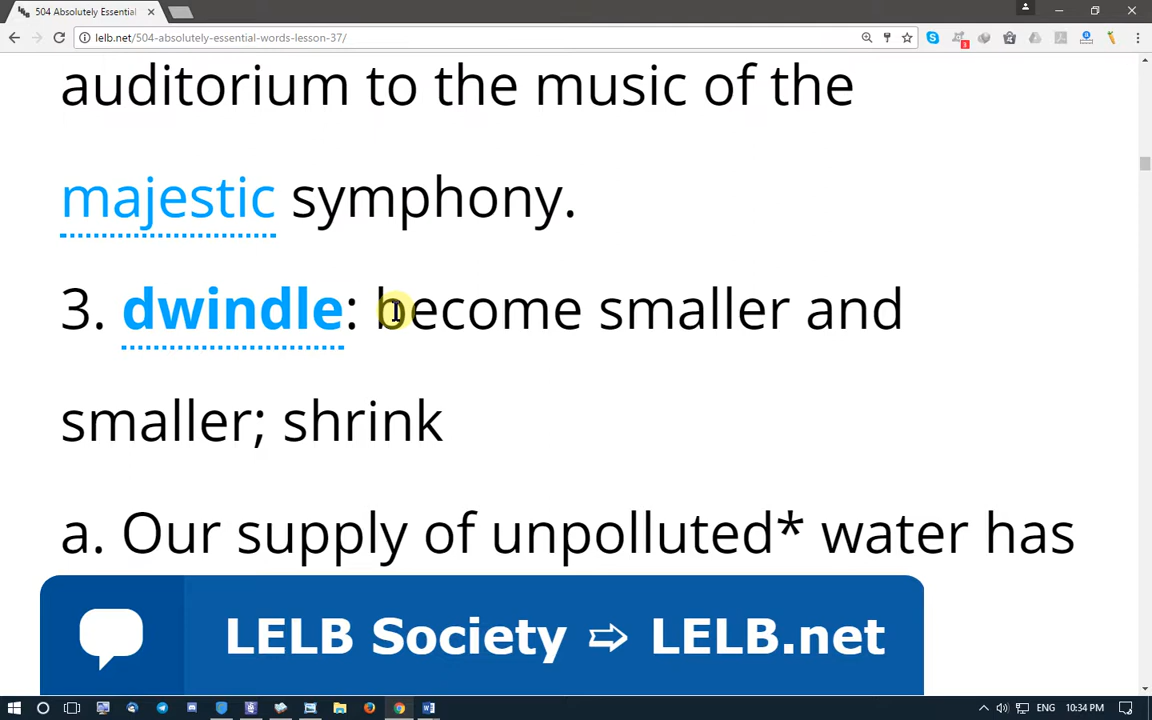 504 Absolutely Essential
lelb.net/504-absolutely-essential-words-lesson-37/
auditorium to the music of the
majestic symphony.
3. dwindle: become smaller and
smaller; shrink
a. Our supply of unpolluted* water has
LELB Society ⇨ LELB.net
ENG 10:34 PM